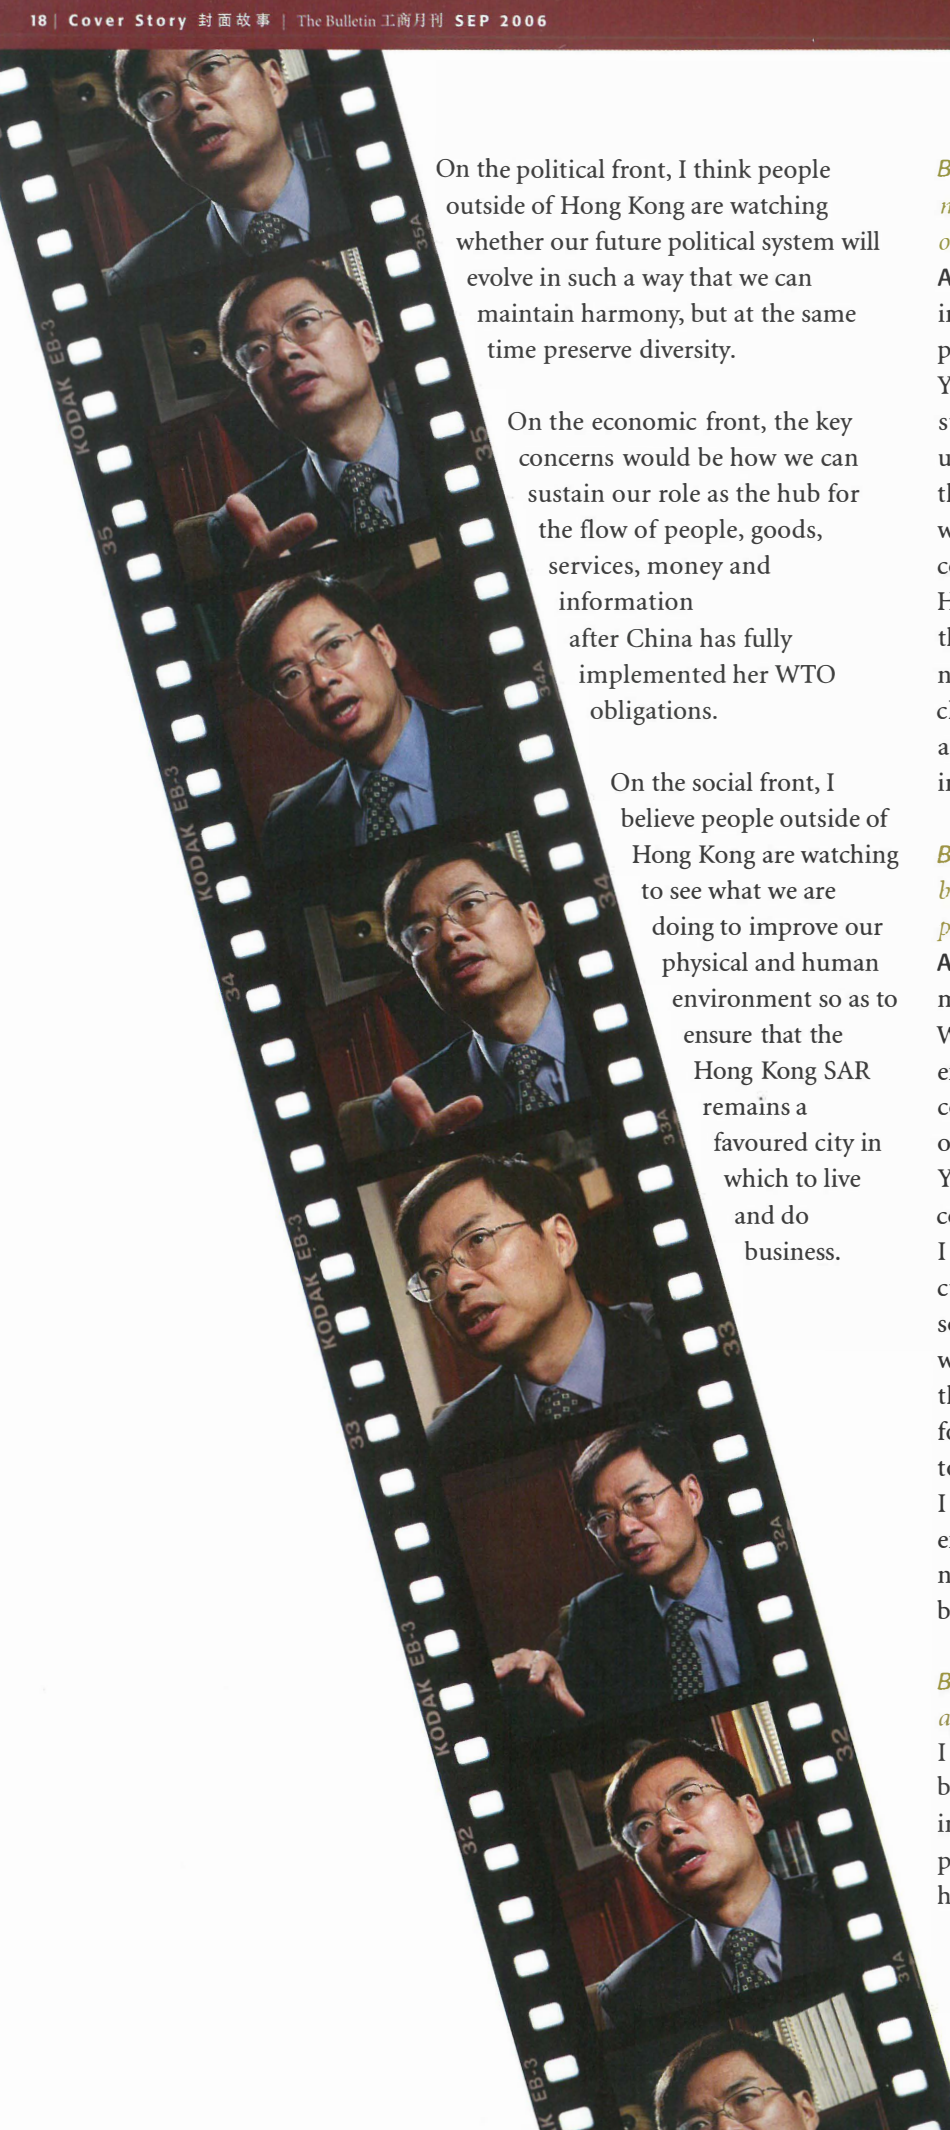 18 | Cover Story 封面故事 | The Bulletin 工商月刊 SEP 2006
On the political front, I think people
outside of Hong Kong are watching
whether our future political system will
evolve in such a way that we can
maintain harmony, but at the same
time preserve diversity.
On the economic front, the key
concerns would be how we can
sustain our role as the hub for
the flow of people, goods,
services, money and
information
after China has fully
implemented her WTO
obligations.
On the social front, I
believe people outside of
Hong Kong are watching
to see what we are
doing to improve our
physical and human
environment so as to
ensure that the
Hong Kong SAR
remains a
favoured city in
which to live
and do
business.
KODAK EB-3
35
KODAK EB-3
34
KODAK EB-3
33
KODAK EB-3
32
EB-3
35A
35
34A
34
33A
33
32A
32
31A